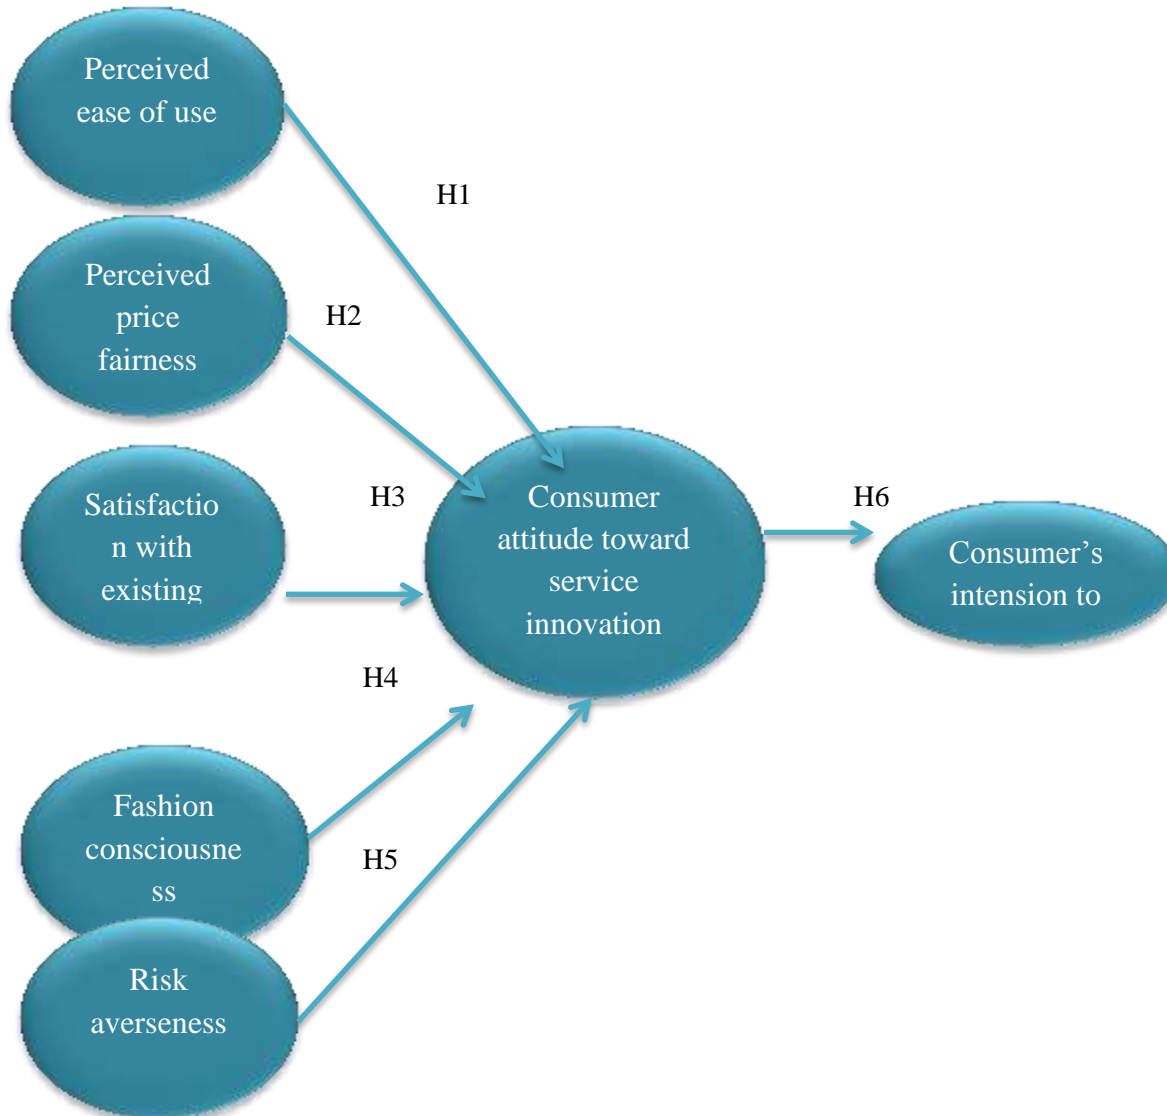 Perceived
ease of use
H1
Perceived
price
fairness
H2
Satisfactio
n with
existing
H3
Consumer
attitude toward
service
innovation
H6
Consumer’s
intension to
H4
Fashion
consciousne
ss
H5
Risk
averseness